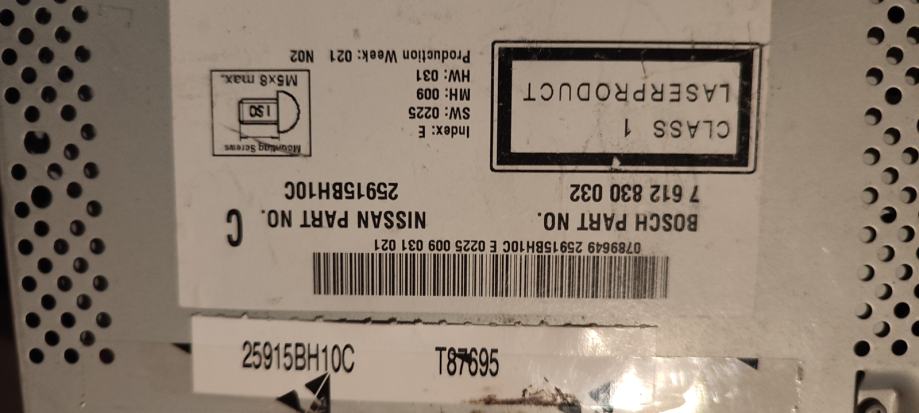 25915BH10C T87695
0789649 25915BH10C E 0225 009 031 021
BOSCH PART NO.
7 612 830 032
NISSAN PART NO.
25915BH10C
C
CLASS 1
LASERPRODUCT
Index: E
SW: 0225
MH: 009
HW: 031
Production Week: 021 N02
Mounting Screws
ISO
M5x8 max.